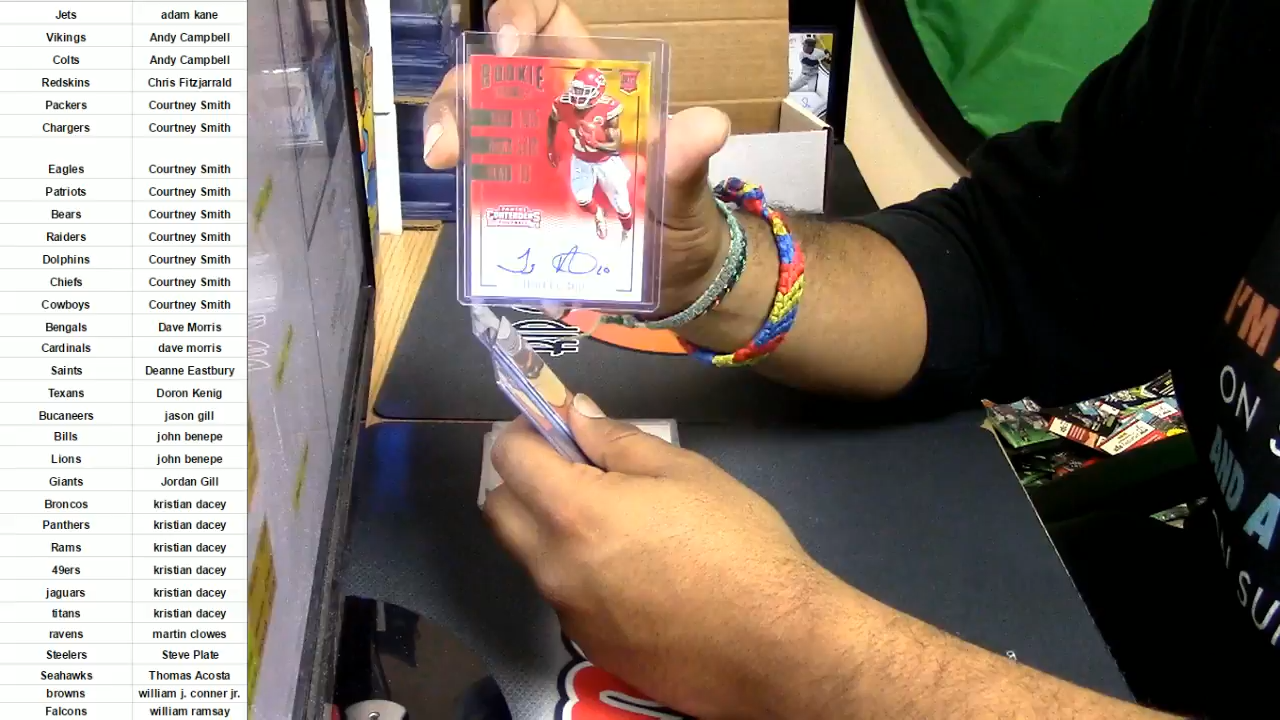 Jets adam kane
Vikings Andy Campbell
Colts Andy Campbell
Redskins Chris Fitzjarrald
Packers Courtney Smith
Chargers Courtney Smith
Eagles Courtney Smith
Patriots Courtney Smith
Bears Courtney Smith
Raiders Courtney Smith
Dolphins Courtney Smith
Chiefs Courtney Smith
Cowboys Courtney Smith
Bengals Dave Morris
Cardinals dave morris
Saints Deanne Eastbury
Texans Doron Kenig
Bucaneers jason gill
Bills john benepe
Lions john benepe
Giants Jordan Gill
Broncos kristian dacey
Panthers kristian dacey
Rams kristian dacey
49ers kristian dacey
jaguars kristian dacey
titans kristian dacey
ravens martin clowes
Steelers Steve Plate
Seahawks Thomas Acosta
browns william j. conner jr.
Falcons william ramsay
ROOKIE
PANINI
CONTENDERS
FOOTBALL
I'M
ON
AND A